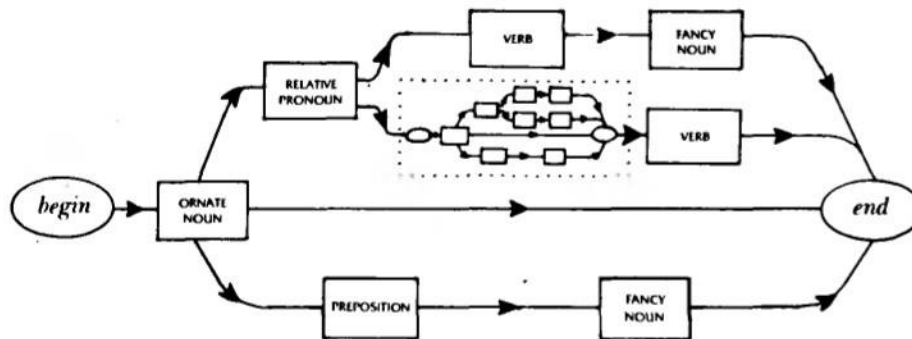 VERB
FANCY
NOUN
RELATIVE
PRONOUN
VERB
begin
ORNATE
NOUN
end
PREPOSITION
FANCY
NOUN